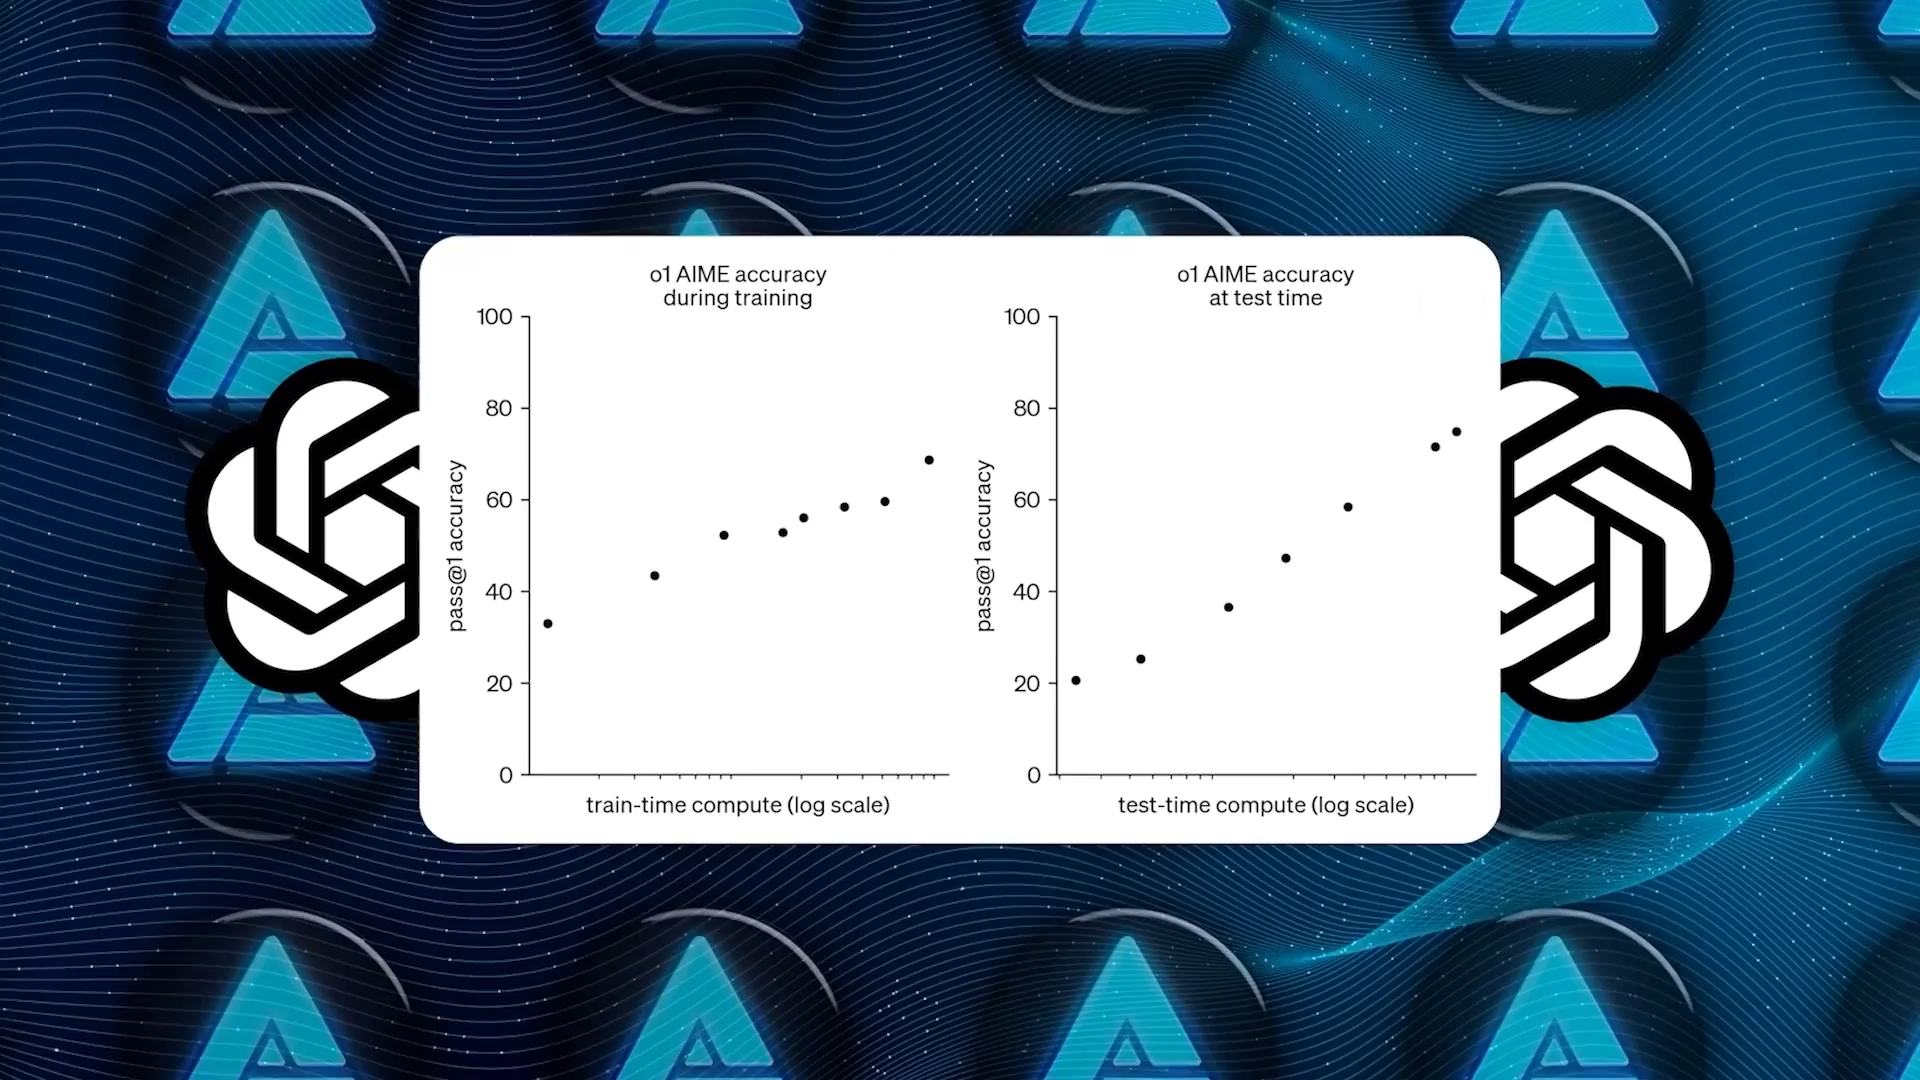 o1 AIME accuracy
during training
100
80
60
40
20
0
pass@1 accuracy
train-time compute (log scale)
o1 AIME accuracy
at test time
100
80
60
40
20
0
pass@1 accuracy
test-time compute (log scale)